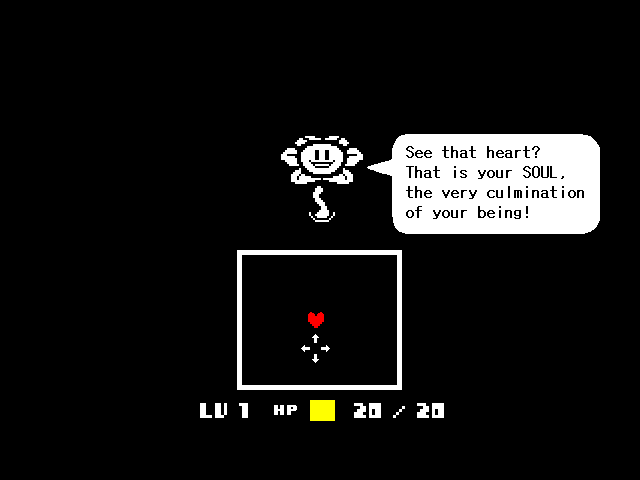 See that heart?
That is your SOUL,
the very culmination
of your being!
LV 1 HP 20 / 20